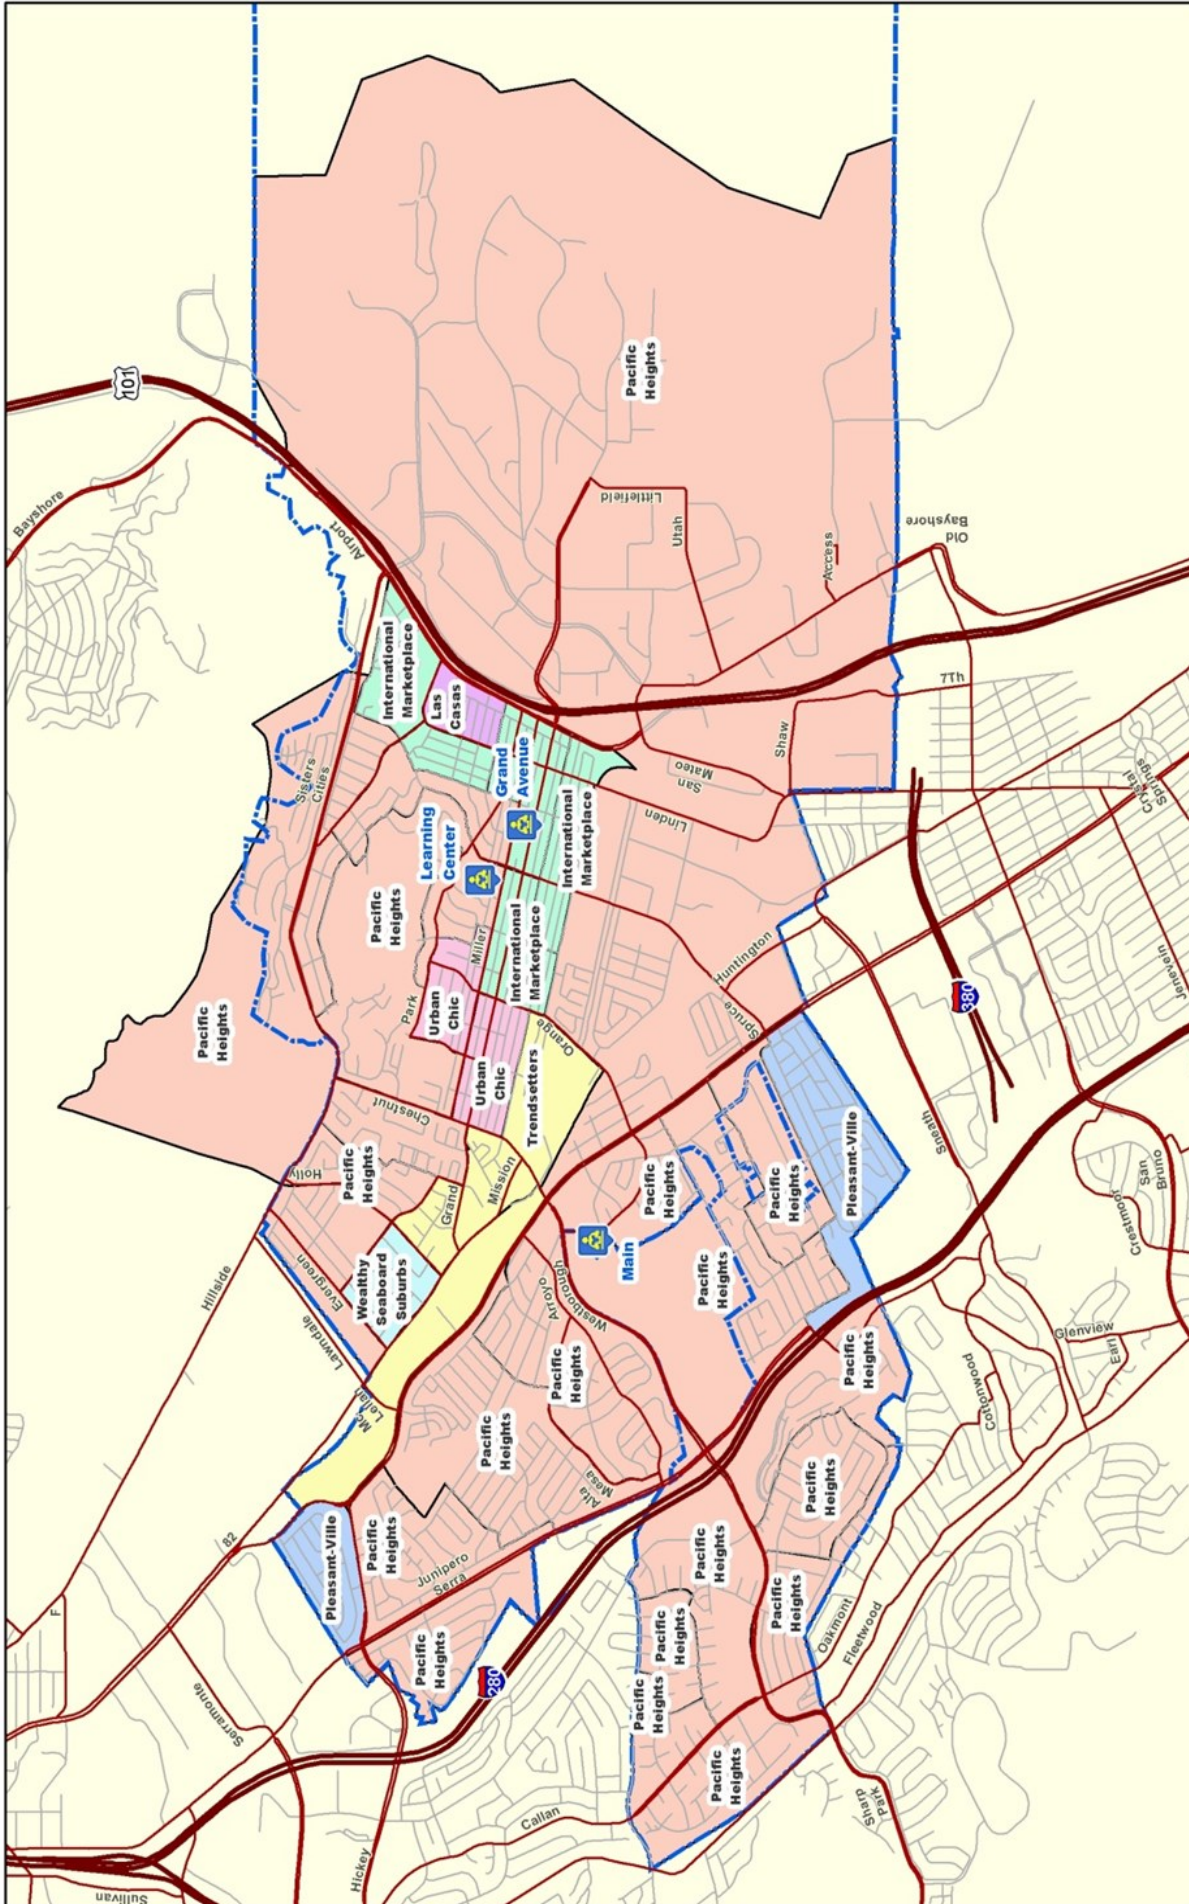 101
Bayshore
Airport
Pacific
Heights
Littlefield
Utah
Access
Old
Bayshore
International
Marketplace
Las
Casas
Sisters
Cities
Grand
Avenue
Learning
Center
7Th
Shaw
San
Mateo
Linden
International
Marketplace
Crystal
Springs
Pacific
Heights
Miller
International
Marketplace
Park
Urban
Chic
Huntington
Spruce
380
Jenevein
Pacific
Heights
Orange
Urban
Chic
Trendsetters
Chestnut
Holly
Pacific
Heights
Grand
Mission
Pacific
Heights
Pacific
Heights
Pleasant-Ville
Sneath
San
Bruno
Crestmoor
Main
Hillside
Evergreen
Lawndale
Wealthy
Seaboard
Suburbs
Arroyo
Westborough
Pacific
Heights
Glenview
Earl
Pacific
Heights
Pacific
Heights
Cottonwood
Mc
Lellan
Pacific
Heights
Alta
Mesa
Pacific
Heights
82
Pleasant-Ville
Pacific
Heights
Junipero
Serra
Pacific
Heights
Pacific
Heights
F
Serramonte
Pacific
Heights
280
Pacific
Heights
Pacific
Heights
Oakmont
Fleetwood
Pacific
Heights
Callan
Sharp
Park
Hickey
Sullivan